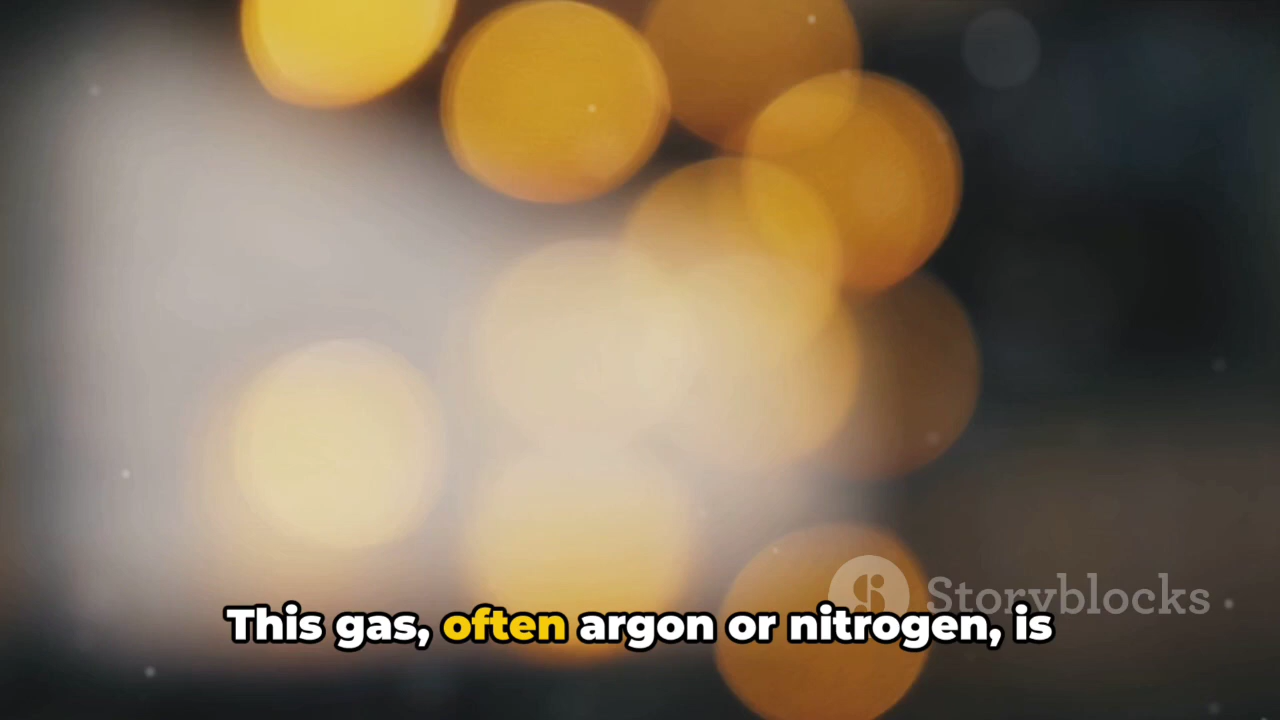 Storyblocks
This gas, often argon or nitrogen, is